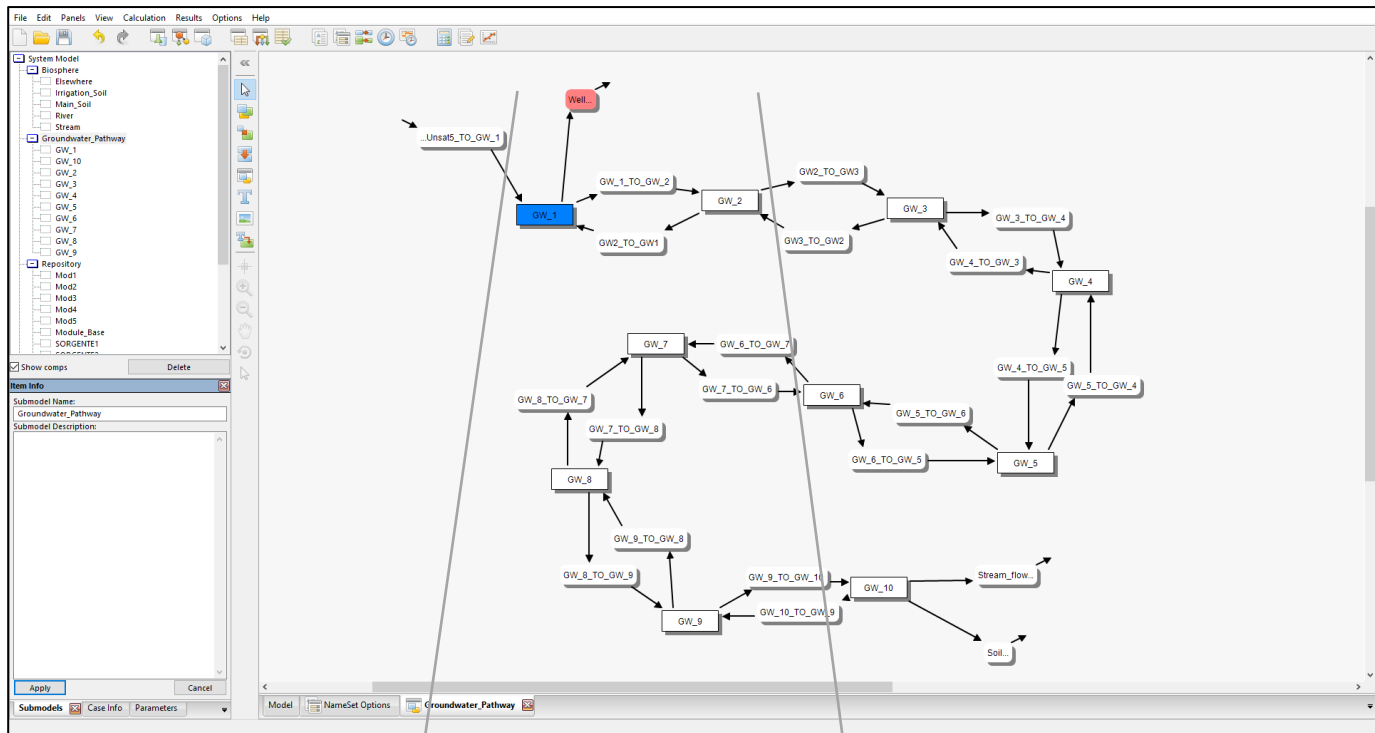 File Edit Panels View Calculation Results Options Help
System Model
Biosphere
Elsewhere
Irrigation_Soil
Main_Soil
River
Stream
Groundwater_Pathway
GW_1
GW_10
GW_2
GW_3
GW_4
GW_5
GW_6
GW_7
GW_8
GW_9
Repository
Mod1
Mod2
Mod3
Mod4
Mod5
Module_Base
SORGENTE1
Show comps
Delete
Item Info
Submodel Name:
Groundwater_Pathway
Submodel Description:
Apply
Cancel
Submodels Case Info Parameters
Well...
...Unsat5_TO_GW_1
GW_1
GW_1_TO_GW_2
GW2_TO_GW1
GW_2
GW2_TO_GW3
GW3_TO_GW2
GW_3
GW_3_TO_GW_4
GW_4_TO_GW_3
GW_4
GW_4_TO_GW_5
GW_5_TO_GW_4
GW_5
GW_5_TO_GW_6
GW_6_TO_GW_5
GW_6
GW_6_TO_GW_7
GW_7_TO_GW_6
GW_7
GW_8_TO_GW_7
GW_7_TO_GW_8
GW_8
GW_9_TO_GW_8
GW_8_TO_GW_9
GW_9
GW_9_TO_GW_10
GW_10_TO_GW_9
GW_10
Stream_flow...
Soil...
Model NameSet Options Groundwater_Pathway